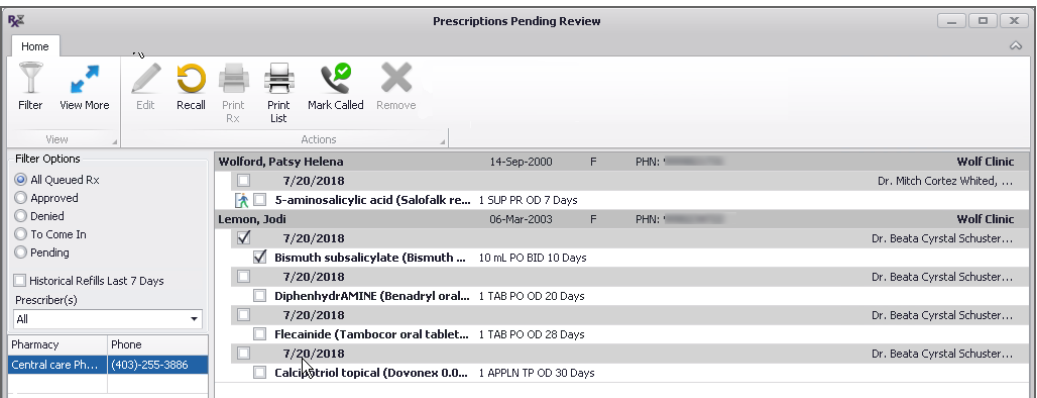 Prescriptions Pending Review
Home
Filter View More Edit Recall Print Rx Print List Mark Called Remove
View Actions
Filter Options
All Queued Rx
Approved
Denied
To Come In
Pending
Historical Refills Last 7 Days
Prescriber(s)
All
Pharmacy Phone
Central care Ph... (403)-255-3886
Wolford, Patsy Helena 14-Sep-2000 F PHN: Wolf Clinic
7/20/2018 Dr. Mitch Cortez Whited, ...
5-aminosalicylic acid (Salofalk re... 1 SUP PR OD 7 Days
Lemon, Jodi 06-Mar-2003 F PHN: Wolf Clinic
7/20/2018 Dr. Beata Cyrstal Schuster...
Bismuth subsalicylate (Bismuth ... 10 mL PO BID 10 Days
7/20/2018 Dr. Beata Cyrstal Schuster...
DiphenhydrAMINE (Benadryl oral... 1 TAB PO OD 20 Days
7/20/2018 Dr. Beata Cyrstal Schuster...
Flecainide (Tambocor oral tablet... 1 TAB PO OD 28 Days
7/20/2018 Dr. Beata Cyrstal Schuster...
Calcipotriol topical (Dovonex 0.0... 1 APPLN TP OD 30 Days